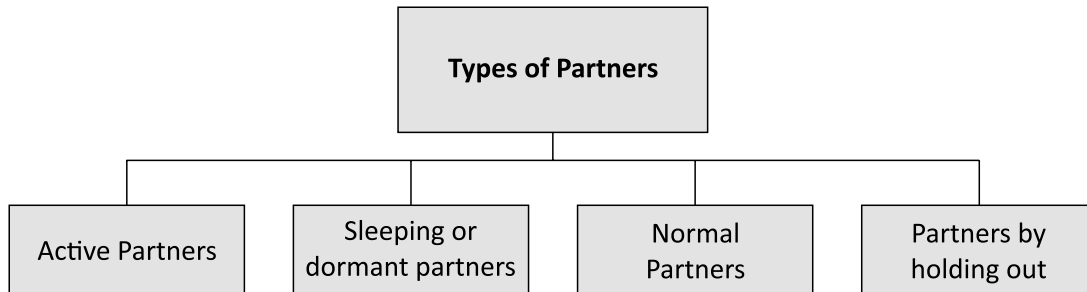 Types of Partners
Active Partners
Sleeping or
dormant partners
Normal
Partners
Partners by
holding out